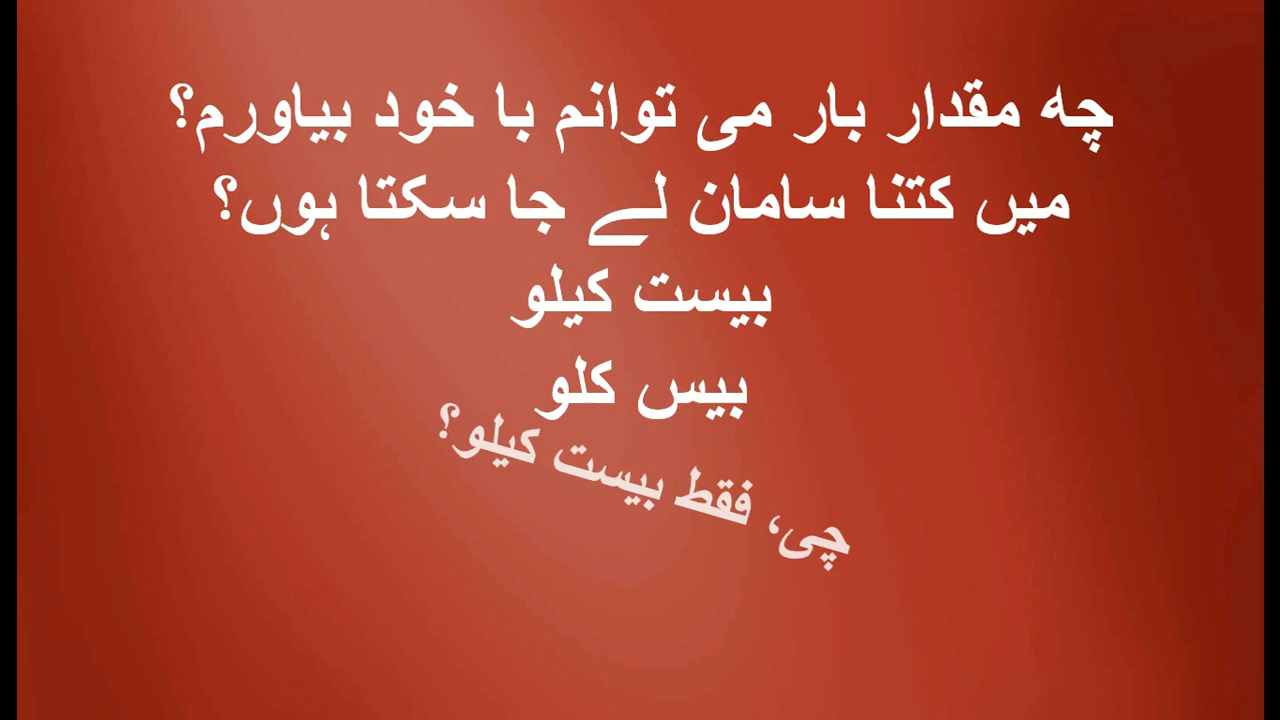 چه مقدار بار می توانم با خود بیاورم؟
میں کتنا سامان لے جا سکتا ہوں؟
بیست کیلو
بیس کلو
چی، فقط بیست کیلو؟